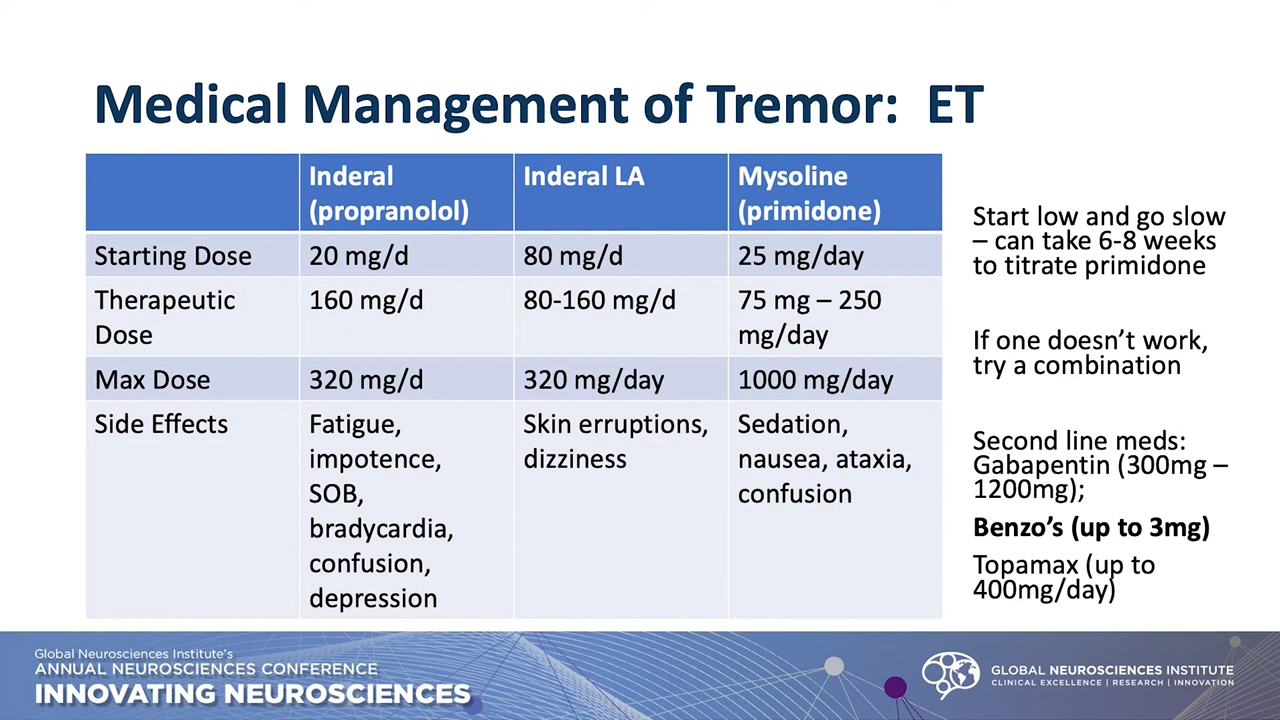 Medical Management of Tremor: ET
Inderal
(propranolol)
Inderal LA
Mysoline
(primidone)
Starting Dose
20 mg/d
80 mg/d
25 mg/day
Therapeutic
Dose
160 mg/d
80-160 mg/d
75 mg – 250
mg/day
Max Dose
320 mg/d
320 mg/day
1000 mg/day
Side Effects
Fatigue,
impotence,
SOB,
bradycardia,
confusion,
depression
Skin erruptions,
dizziness
Sedation,
nausea, ataxia,
confusion
Start low and go slow
– can take 6-8 weeks
to titrate primidone
If one doesn’t work,
try a combination
Second line meds:
Gabapentin (300mg –
1200mg);
Benzo’s (up to 3mg)
Topamax (up to
400mg/day)
Global Neurosciences Institute's
ANNUAL NEUROSCIENCES CONFERENCE
INNOVATING NEUROSCIENCES
GLOBAL NEUROSCIENCES INSTITUTE
CLINICAL EXCELLENCE | RESEARCH | INNOVATION